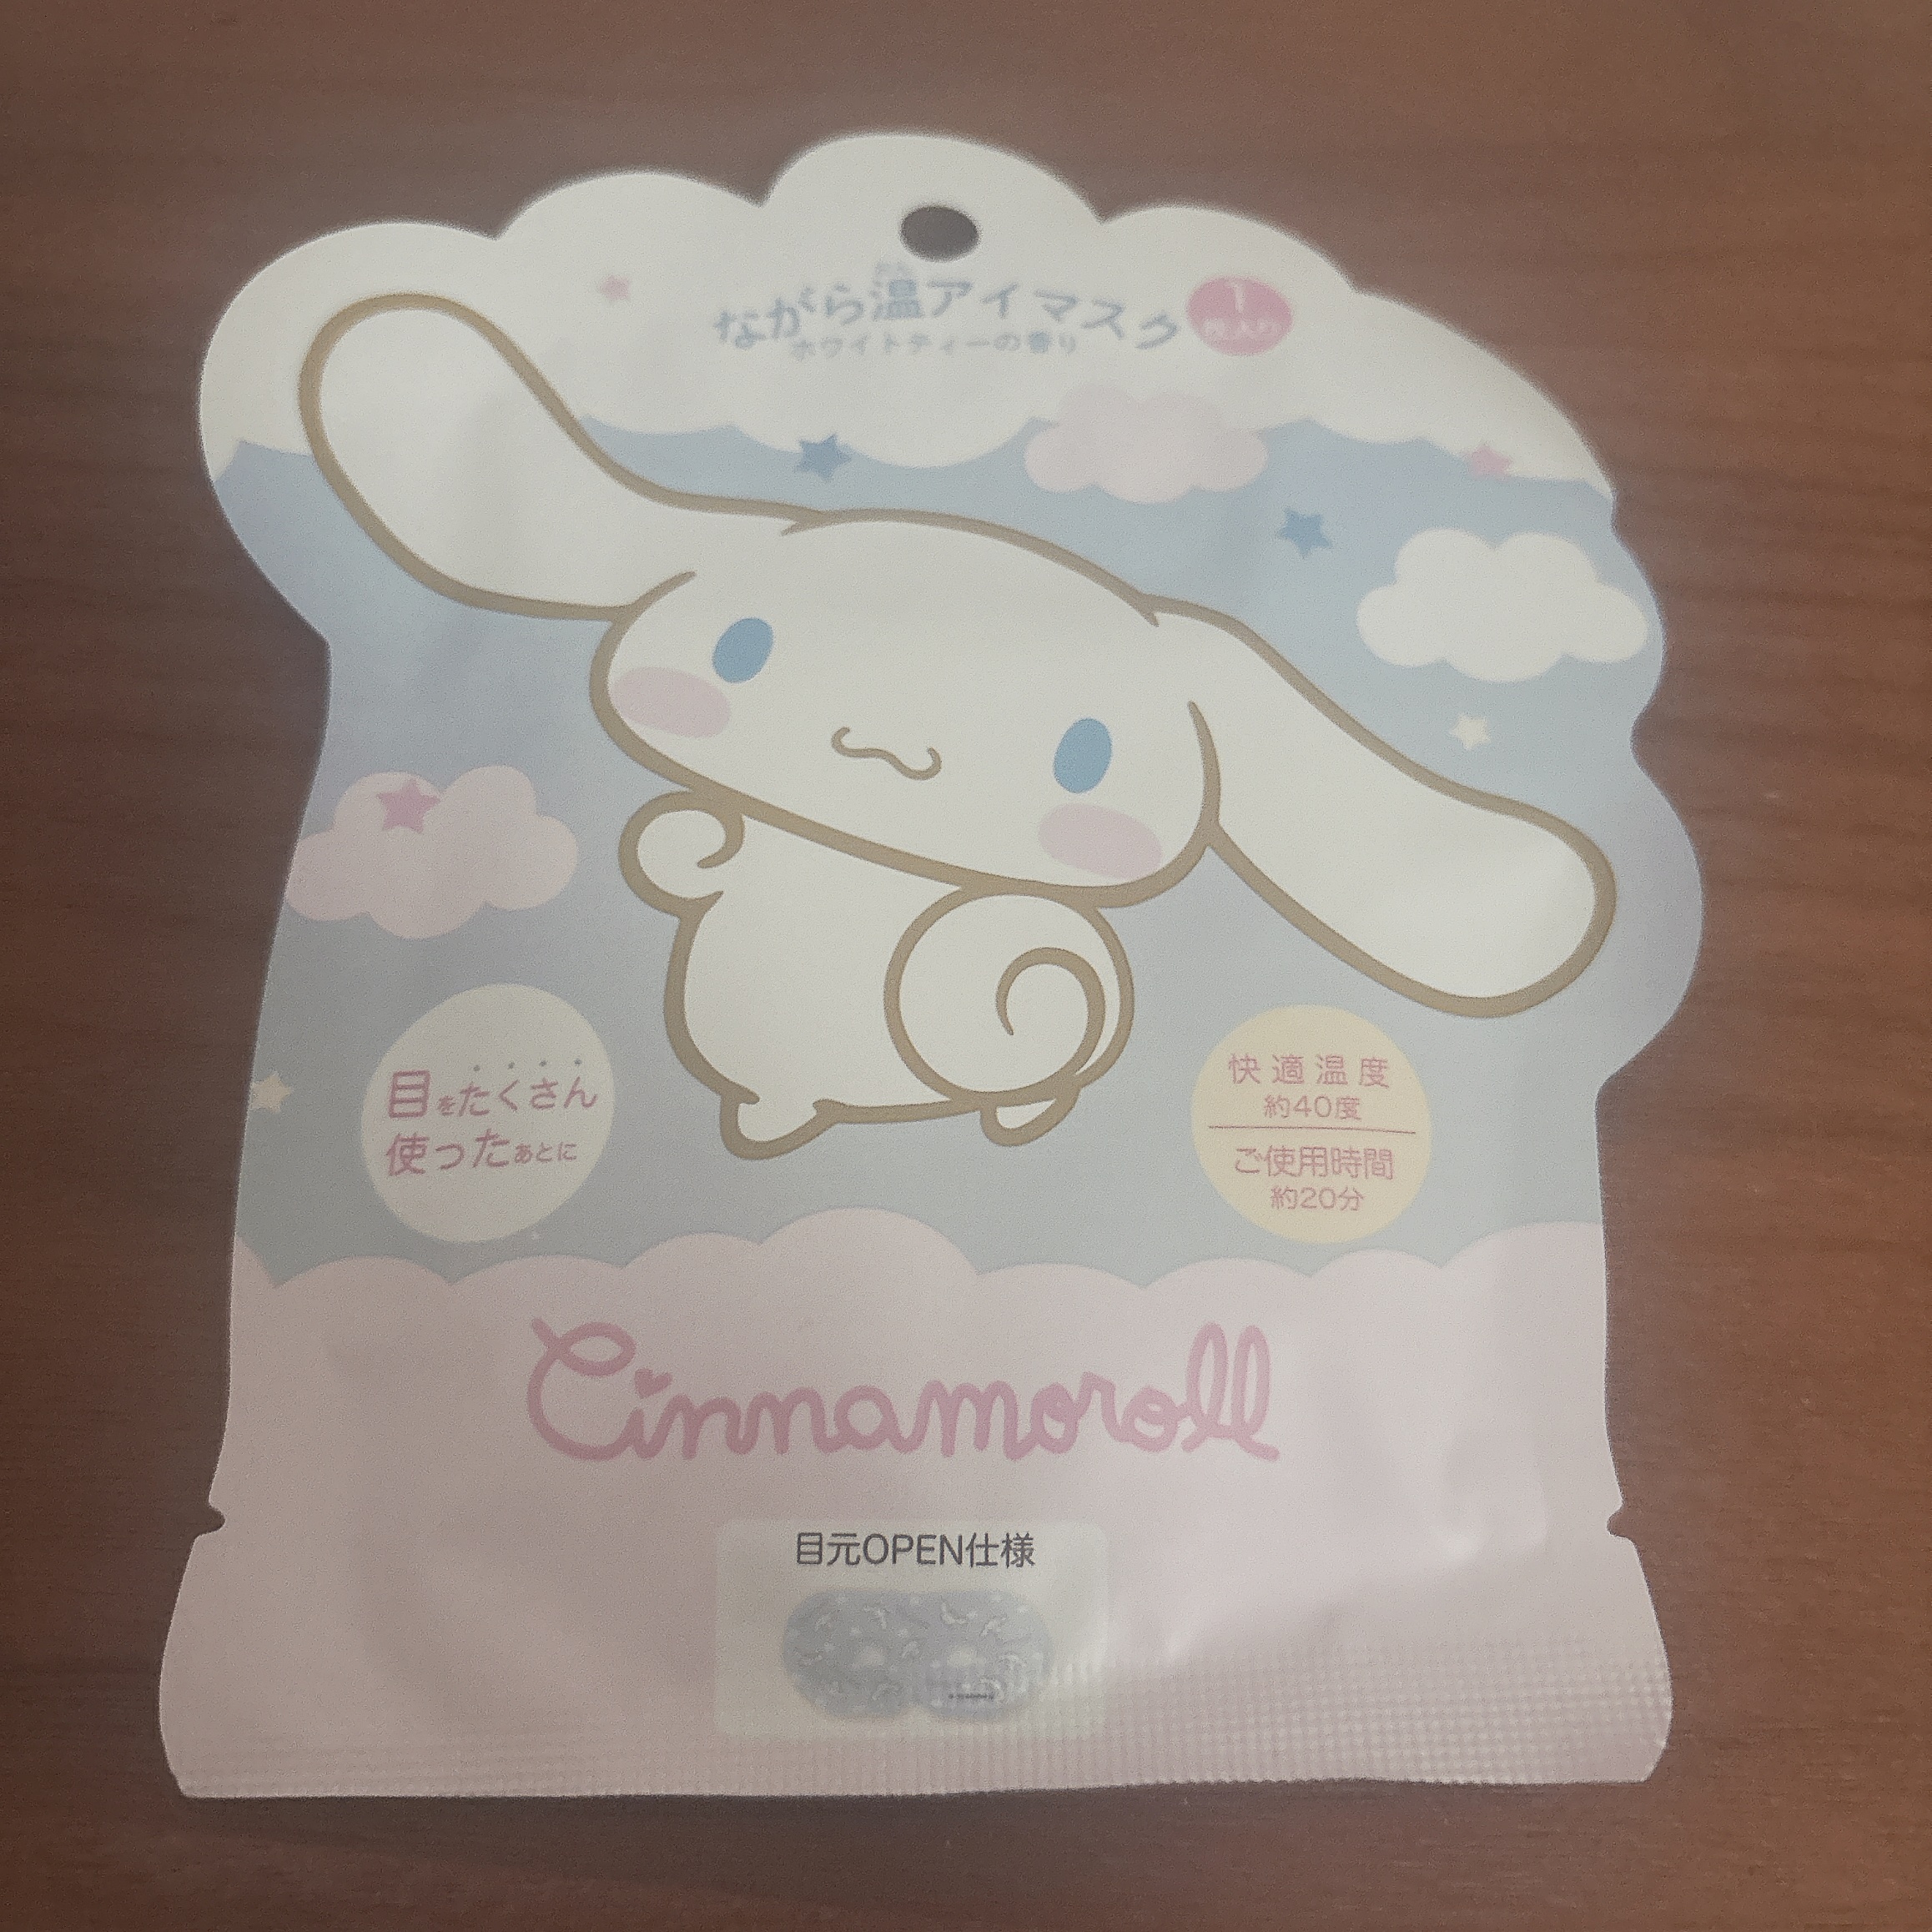 ながら温アイマスク
1
枚入り
ホワイトティーの香り
目をたくさん
使ったあとに
快適温度
約40度
ご使用時間
約20分
Cinnamoroll
目元OPEN仕様